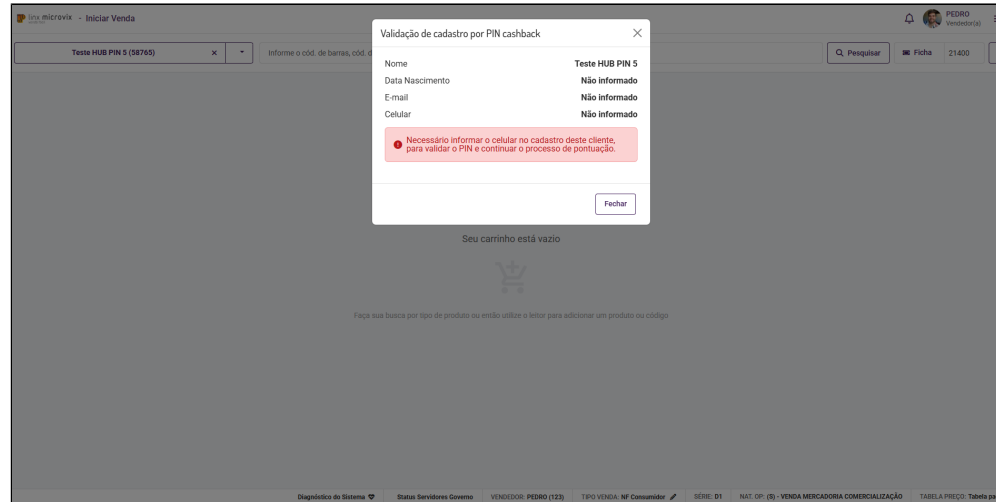 linx microvix - Iniciar Venda
PEDRO
Vendedor(a)
Teste HUB PIN 5 (58765) ×
Informe o cód. de barras, cód. d
Pesquisar
Ficha 21400
Validação de cadastro por PIN cashback
Nome Teste HUB PIN 5
Data Nascimento Não informado
E-mail Não informado
Celular Não informado
Necessário informar o celular no cadastro deste cliente,
para validar o PIN e continuar o processo de pontuação.
Fechar
Seu carrinho está vazio
Faça sua busca por tipo de produto ou então utilize o leitor para adicionar um produto ou código
Diagnóstico do Sistema Status Servidores Governo VENDEDOR: PEDRO (123) TIPO VENDA: NF Consumidor SÉRIE: D1 NAT. OP: (S) - VENDA MERCADORIA COMERCIALIZAÇÃO TABELA PREÇO: Tabela pa